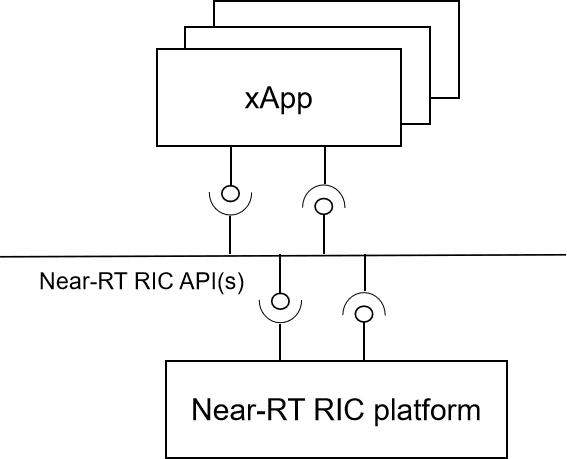 xApp
Near-RT RIC API(s)
Near-RT RIC platform